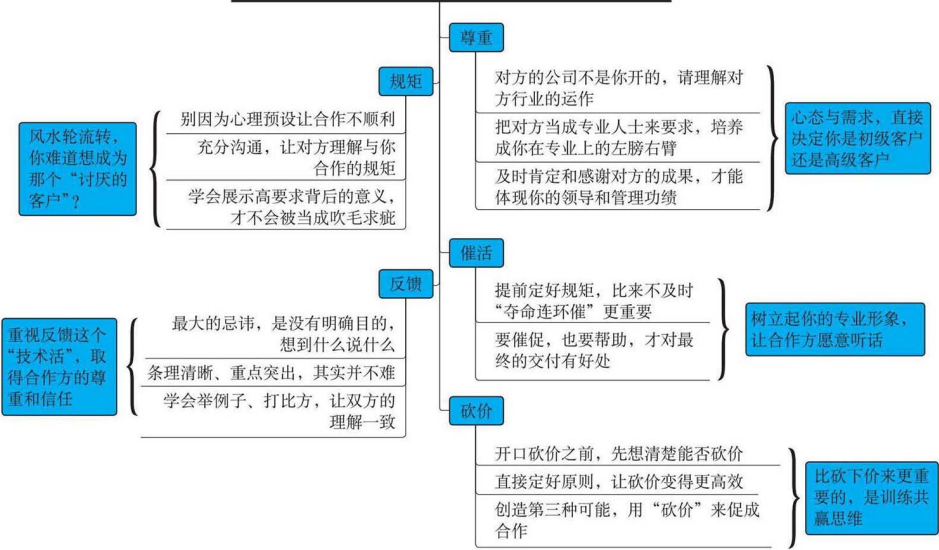 尊重
对方的公司不是你开的，请理解对
方行业的运作
把对方当成专业人士来要求，培养
成你在专业上的左膀右臂
及时肯定和感谢对方的成果，才能
体现你的领导和管理功绩
心态与需求，直接
决定你是初级客户
还是高级客户
规矩
别因为心理预设让合作不顺利
充分沟通，让对方理解与你
合作的规矩
学会展示高要求背后的意义，
才不会被当成吹毛求疵
风水轮流转，
你难道想成为
那个“讨厌的
客户”？
催活
提前定好规矩，比来不及时
“夺命连环催”更重要
要催促，也要帮助，才对最
终的交付有好处
树立起你的专业形象，
让合作方愿意听话
反馈
最大的忌讳，是没有明确目的，
想到什么说什么
条理清晰、重点突出，其实并不难
学会举例子、打比方，让双方的
理解一致
重视反馈这个
“技术活”，取
得合作方的尊
重和信任
砍价
开口砍价之前，先想清楚能否砍价
直接定好原则，让砍价变得更高效
创造第三种可能，用“砍价”来促成
合作
比砍下价来更重
要的，是训练共
赢思维